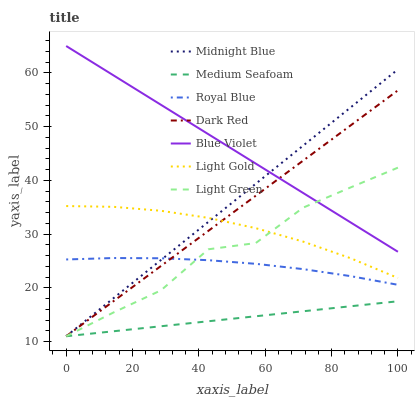 title
Midnight Blue
Medium Seafoam
Royal Blue
Dark Red
Blue Violet
Light Gold
Light Green
yaxis_label
60
50
40
30
20
10
0
20
40
60
80
100
xaxis_label